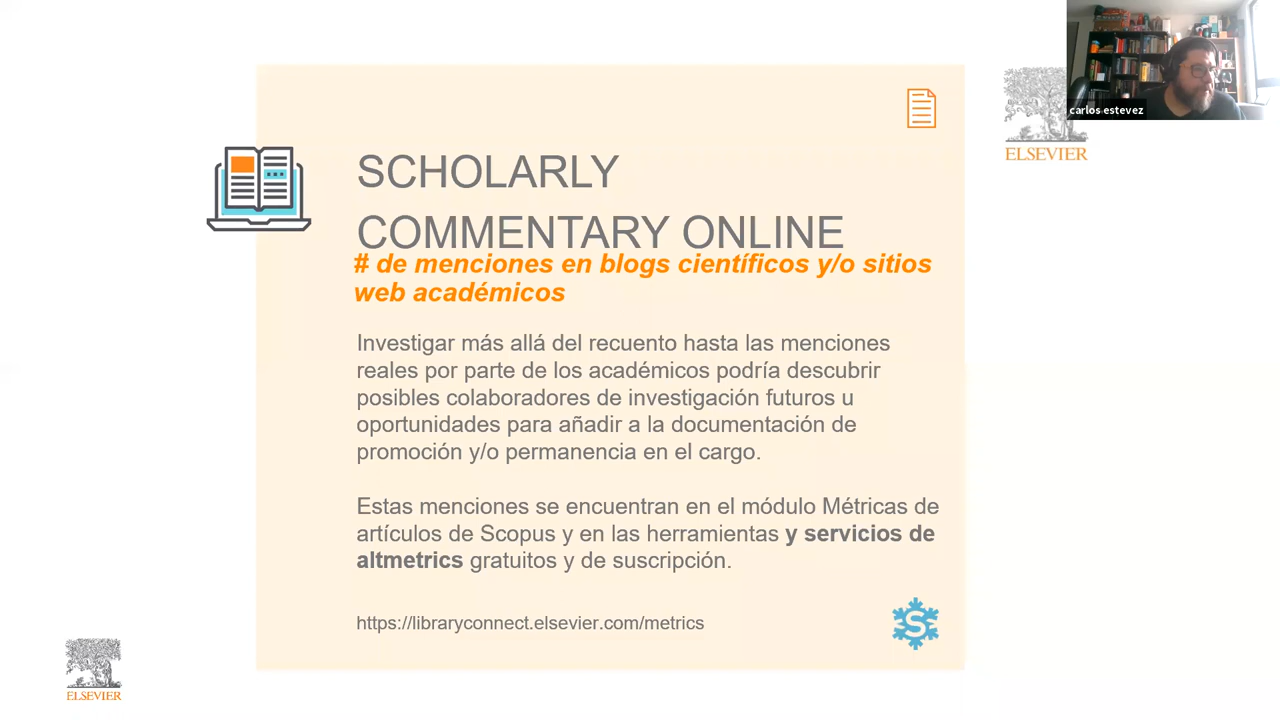 carlos estevez
ELSEVIER
SCHOLARLY
COMMENTARY ONLINE
# de menciones en blogs científicos y/o sitios
web académicos
Investigar más allá del recuento hasta las menciones
reales por parte de los académicos podría descubrir
posibles colaboradores de investigación futuros u
oportunidades para añadir a la documentación de
promoción y/o permanencia en el cargo.
Estas menciones se encuentran en el módulo Métricas de
artículos de Scopus y en las herramientas y servicios de
altmetrics gratuitos y de suscripción.
https://libraryconnect.elsevier.com/metrics
S
ELSEVIER